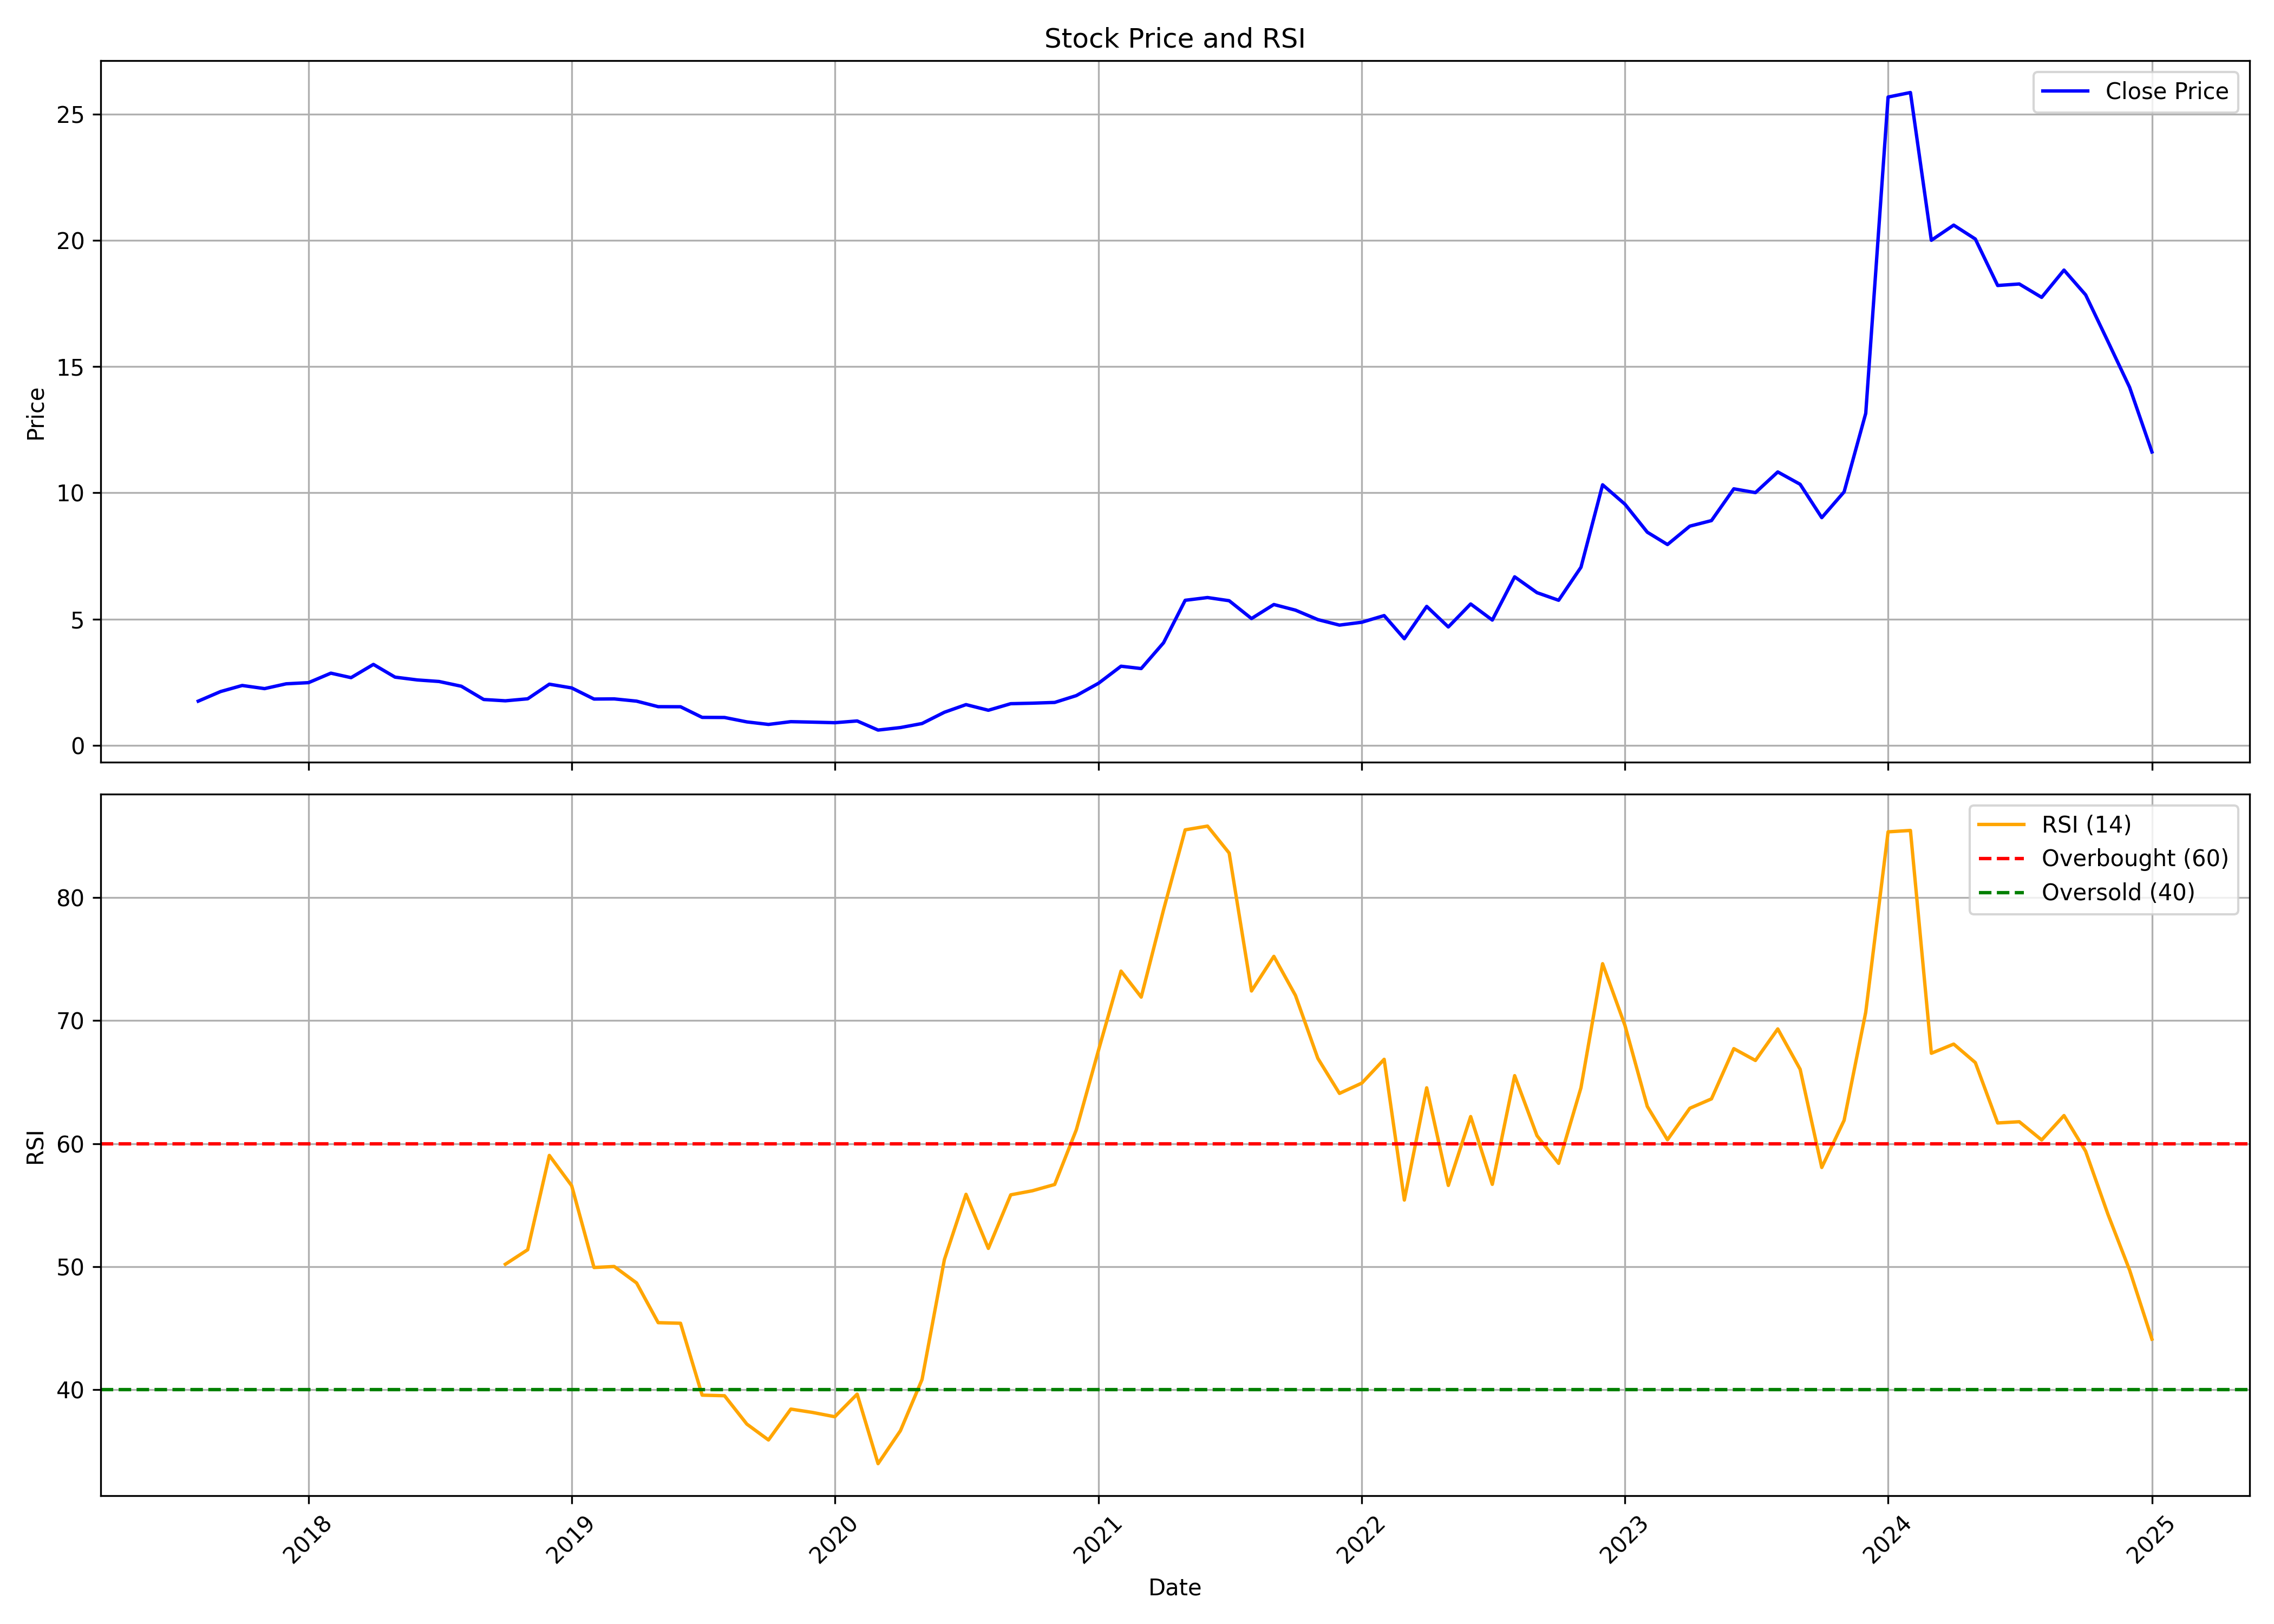 Stock Price and RSI
Close Price
25
20
15
10
5
0
Price
RSI (14)
Overbought (60)
Oversold (40)
80
70
60
50
40
RSI
2018
2019
2020
2021
2022
2023
2024
2025
Date